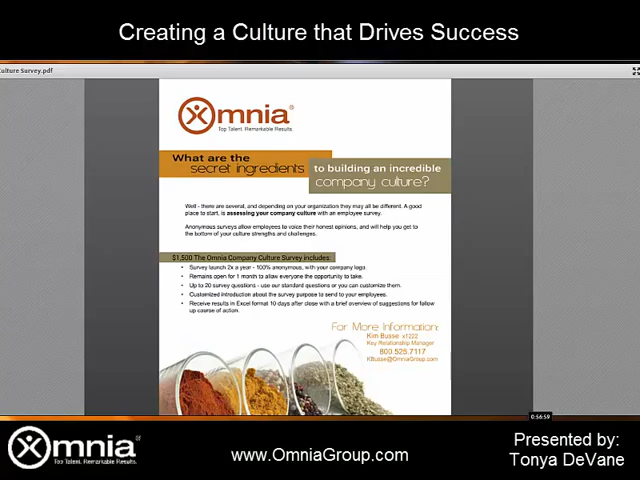 Creating a Culture that Drives Success
Culture Survey.pdf
Omnia®
Top Talent. Remarkable Results.
What are the
secret ingredients
to building an incredible
company culture?
Well - there are several, and depending on your organization they may all be different. A good
place to start, is assessing your company culture with an employee survey.
Anonymous surveys allow employees to voice their honest opinions, and will help you get to
the bottom of your culture strengths and challenges.
$1,500 The Omnia Company Culture Survey includes:
• Survey launch 2x a year - 100% anonymous, with your company logo.
• Remains open for 1 month to allow everyone the opportunity to take.
• Up to 20 survey questions - use our standard questions or you can customize them.
• Customized introduction about the survey purpose to send to your employees.
• Receive results in Excel format 10 days after close with a brief overview of suggestions for follow
up course of action.
For More Information:
Kim Busse x1222
Key Relationship Manager
800.525.7117
KBusse@OmniaGroup.com
0:56:59
Omnia®
Top Talent. Remarkable Results.
www.OmniaGroup.com
Presented by:
Tonya DeVane